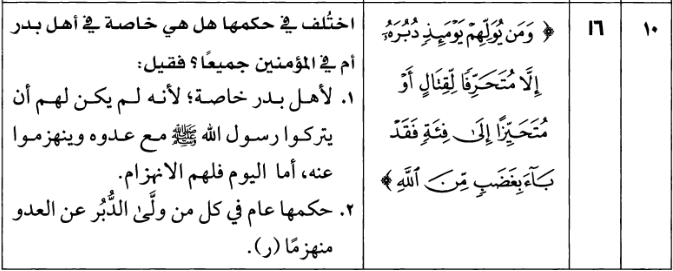 ١٠
١٦
﴿ وَمَن يُوَلِّهِمْ يَوْمَئِذٍ دُبُرَهُۥٓ
إِلَّا مُتَحَرِّفًا لِّقِتَالٍ أَوْ
مُتَحَيِّزًا إِلَىٰ فِئَةٍ فَقَدْ
بَآءَ بِغَضَبٍ مِّنَ ٱللَّهِ ﴾
اختُلف في حكمها هل هي خاصة في أهل بدر
أم في المؤمنين جميعًا؟ فقيل:
١. لأهل بدر خاصة؛ لأنه لم يكن لهم أن
يتركوا رسول الله ﷺ مع عدوه وينهزموا
عنه، أما اليوم فلهم الانهزام.
٢. حكمها عام في كل من ولَّىٰ الدُّبُر عن العدو
منهزمًا (ر).